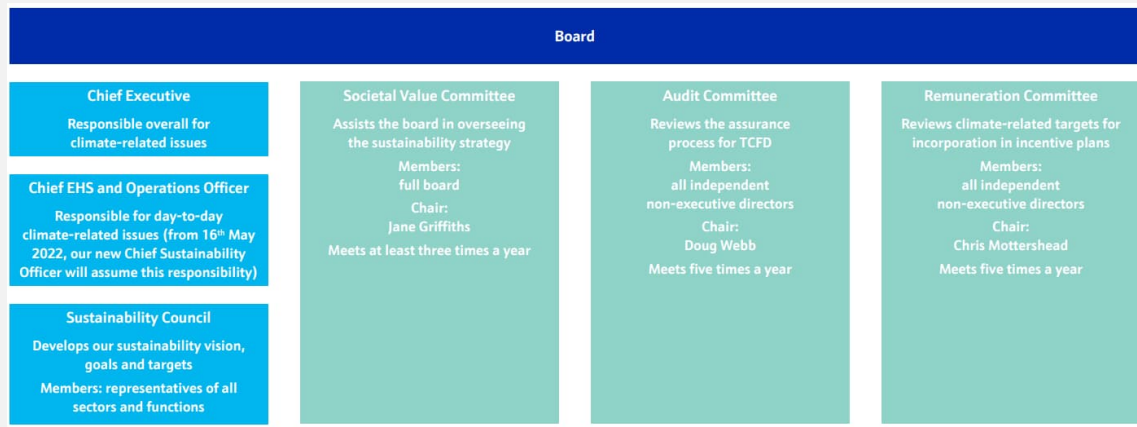 Board
Chief Executive
Responsible overall for
climate-related issues
Chief EHS and Operations Officer
Responsible for day-to-day
climate-related issues (from 16th May
2022, our new Chief Sustainability
Officer will assume this responsibility)
Sustainability Council
Develops our sustainability vision,
goals and targets
Members: representatives of all
sectors and functions
Societal Value Committee
Assists the board in overseeing
the sustainability strategy
Members:
full board
Chair:
Jane Griffiths
Meets at least three times a year
Audit Committee
Reviews the assurance
process for TCFD
Members:
all independent
non-executive directors
Chair:
Doug Webb
Meets five times a year
Remuneration Committee
Reviews climate-related targets for
incorporation in incentive plans
Members:
all independent
non-executive directors
Chair:
Chris Mottershead
Meets five times a year